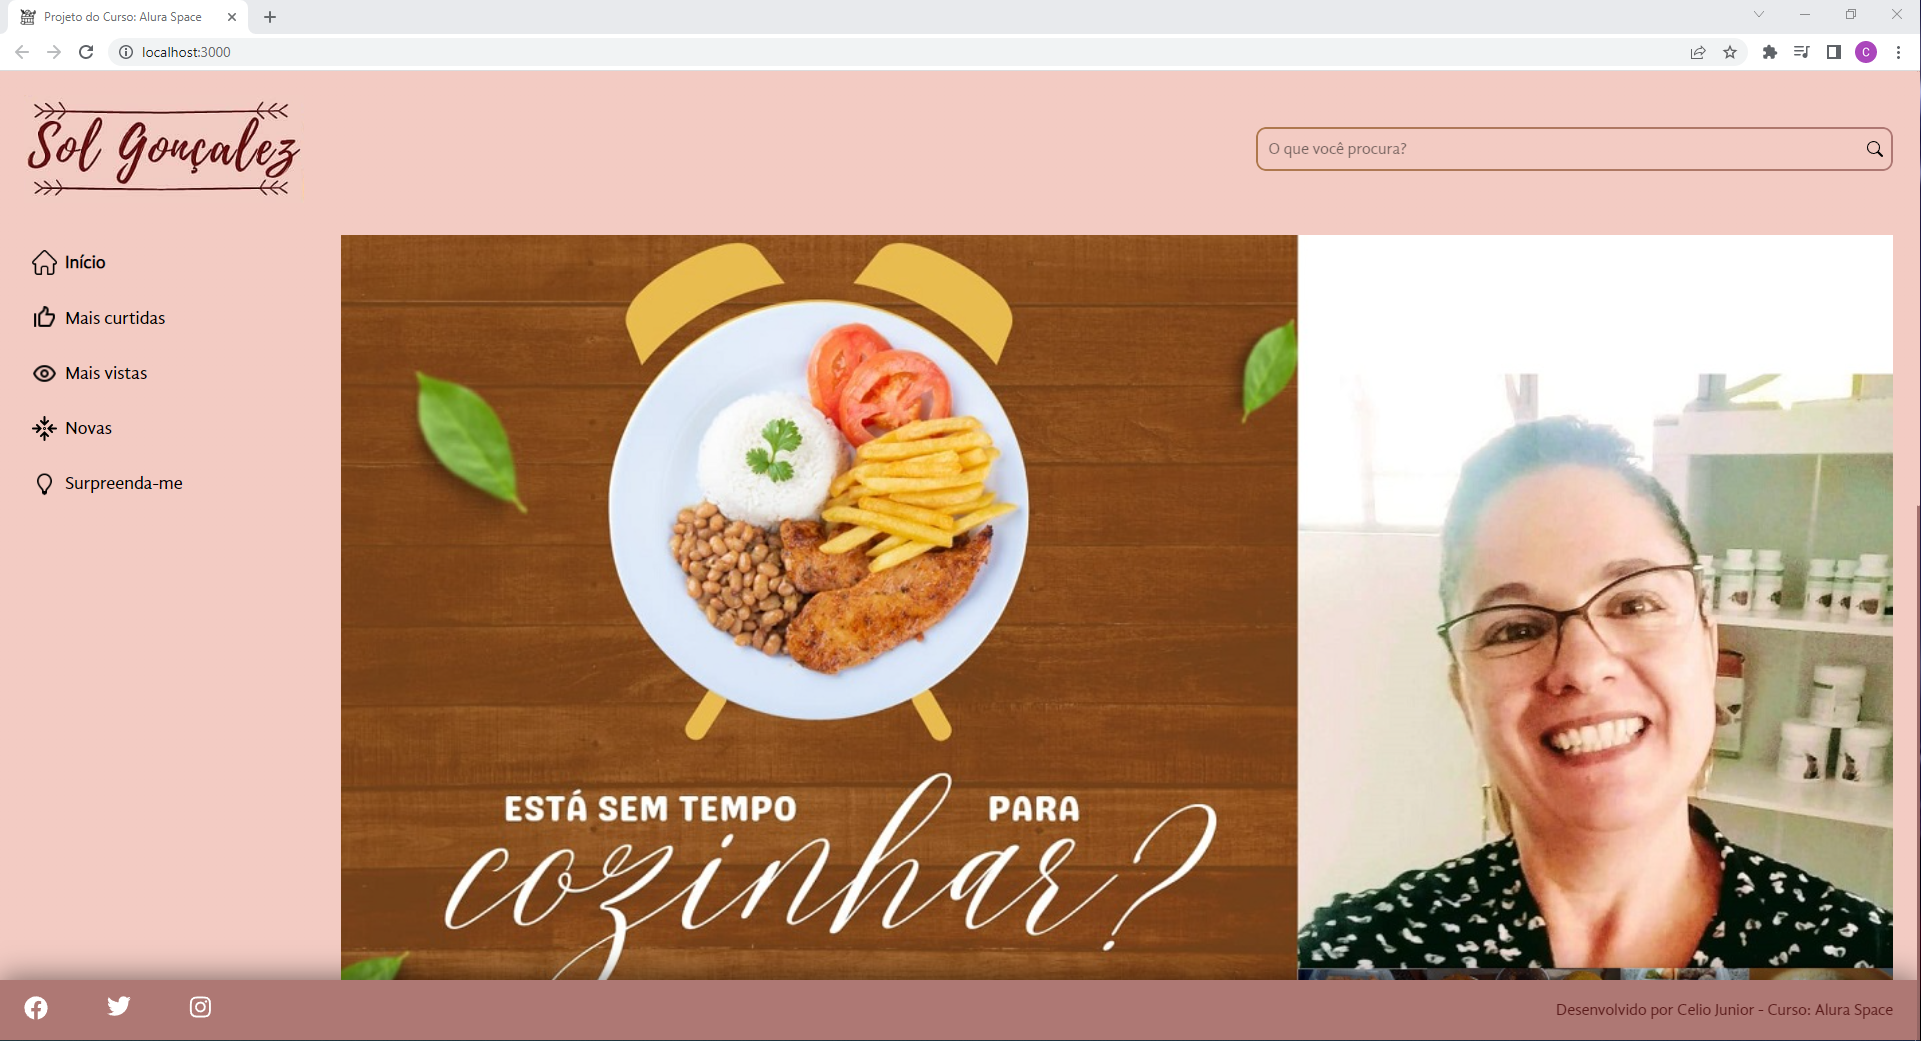 Projeto do Curso: Alura Space
localhost:3000
C
Sol Gonçalez
O que você procura?
Início
Mais curtidas
Mais vistas
Novas
Surpreenda-me
ESTÁ SEM TEMPO PARA
cozinhar?
Desenvolvido por Celio Junior - Curso: Alura Space